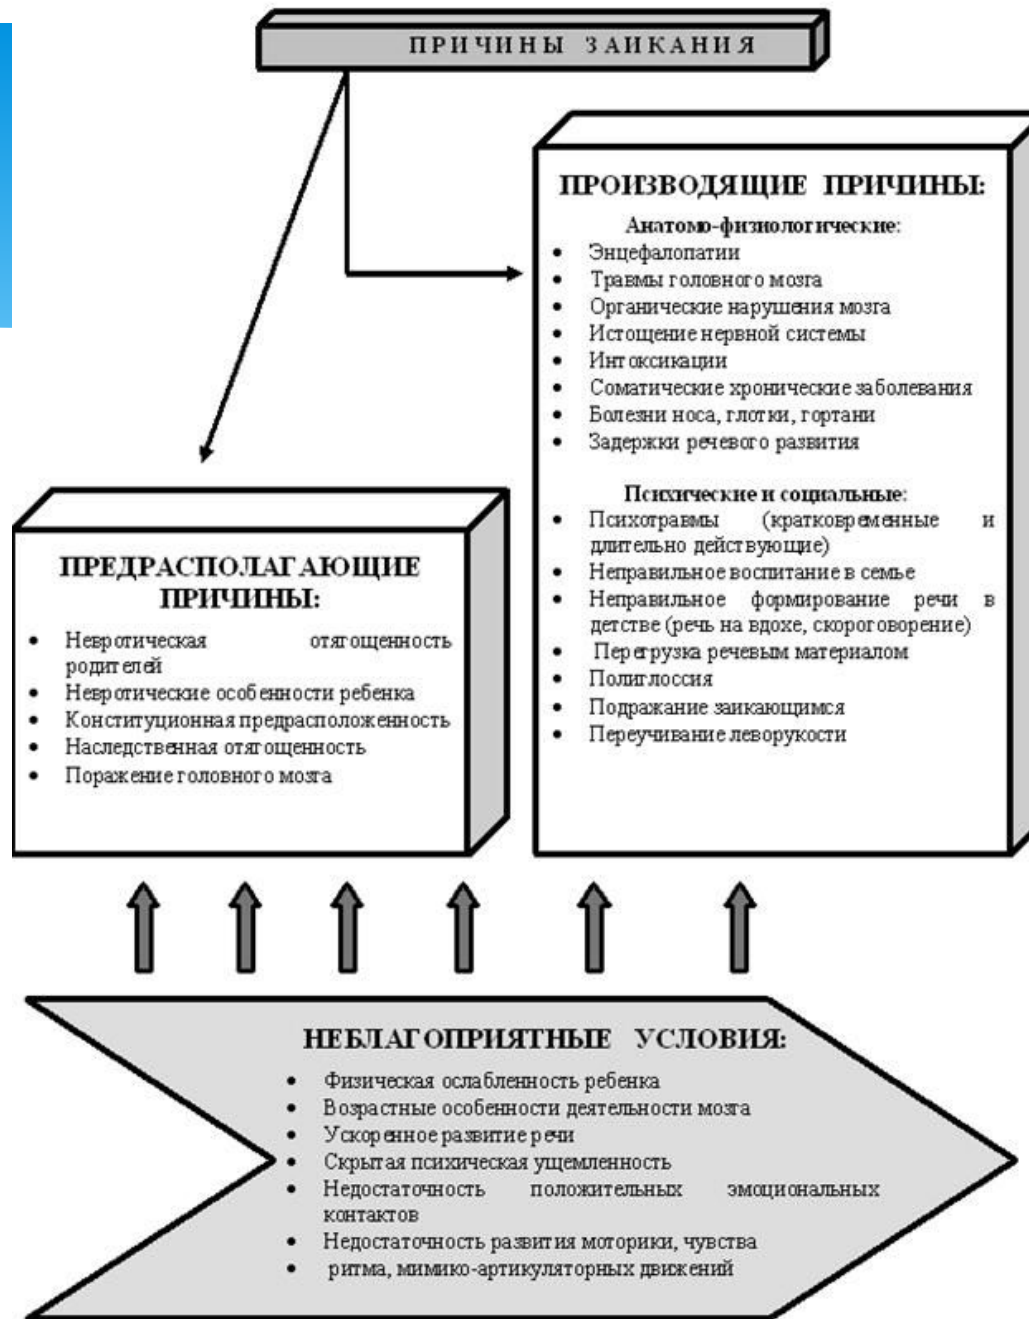 ПРИЧИНЫ ЗАИКАНИЯ
ПРОИЗВОДЯЩИЕ ПРИЧИНЫ:
Анатомо-физиологические:
• Энцефалопатии
• Травмы головного мозга
• Органические нарушения мозга
• Истощение нервной системы
• Интоксикации
• Соматические хронические заболевания
• Болезни носа, глотки, гортани
• Задержки речевого развития
Психические и социальные:
• Психотравмы (кратковременные и
длительно действующие)
• Неправильное воспитание в семье
• Неправильное формирование речи в
детстве (речь на вдохе, скороговорение)
• Перегрузка речевым материалом
• Полиглоссия
• Подражание заикающимся
• Переучивание леворукости
ПРЕДРАСПОЛАГАЮЩИЕ
ПРИЧИНЫ:
• Невротическая отягощенность
родителей
• Невротические особенности ребенка
• Конституционная предрасположенность
• Наследственная отягощенность
• Поражение головного мозга
НЕБЛАГОПРИЯТНЫЕ УСЛОВИЯ:
• Физическая ослабленность ребенка
• Возрастные особенности деятельности мозга
• Ускоренное развитие речи
• Скрытая психическая ущемленность
• Недостаточность положительных эмоциональных
контактов
• Недостаточность развития моторики, чувства
• ритма, мимико-артикуляторных движений